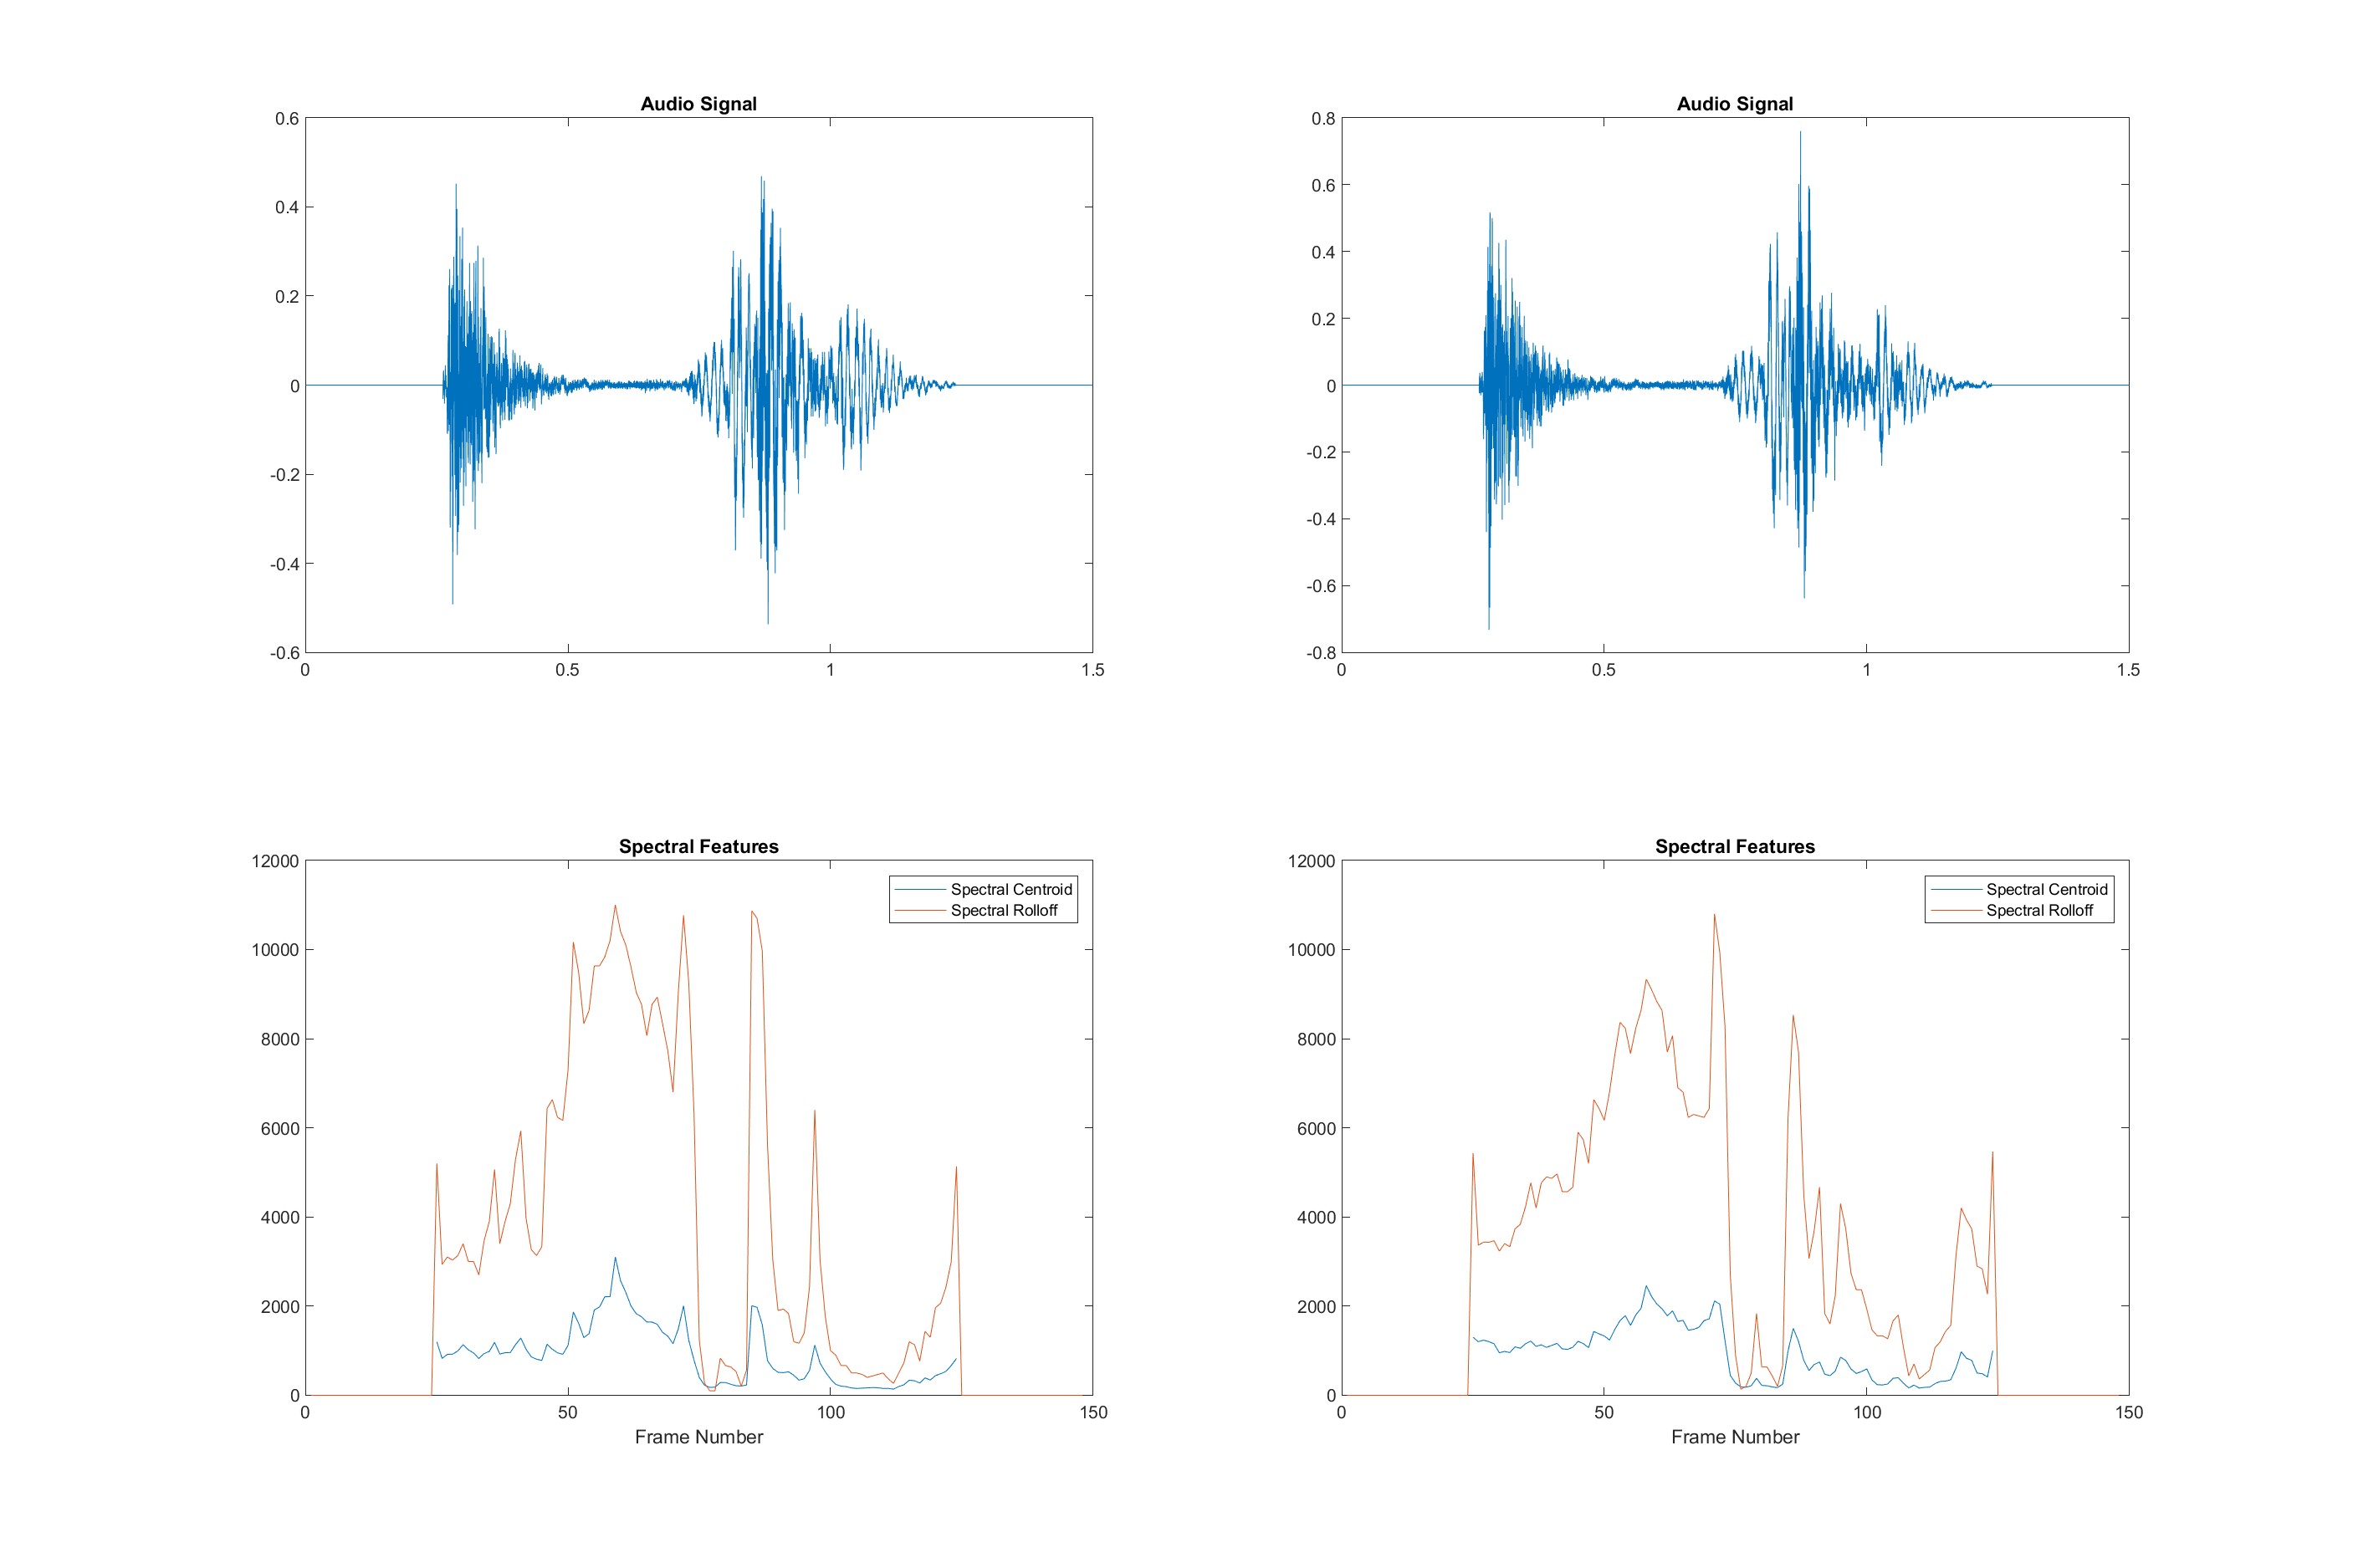 Audio Signal
0.6
0.4
0.2
0
-0.2
-0.4
-0.6
0 0.5 1 1.5
Audio Signal
0.8
0.6
0.4
0.2
0
-0.2
-0.4
-0.6
-0.8
0 0.5 1 1.5
Spectral Features
12000
10000
8000
6000
4000
2000
0
Spectral Centroid
Spectral Rolloff
0 50 100 150
Frame Number
Spectral Features
12000
10000
8000
6000
4000
2000
0
Spectral Centroid
Spectral Rolloff
0 50 100 150
Frame Number